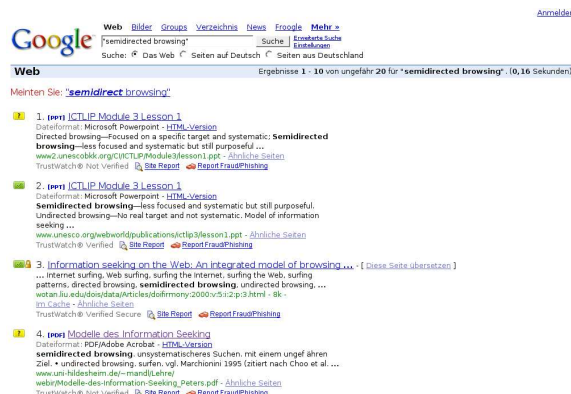 Anmelden
Web Bilder Groups Verzeichnis News Froogle Mehr »
Google
"semidirected browsing" Suche Erweiterte Suche
Einstellungen
Suche: Das Web Seiten auf Deutsch Seiten aus Deutschland
Web Ergebnisse 1 - 10 von ungefähr 20 für "semidirected browsing". (0,16 Sekunden)
Meinten Sie: "semidirect browsing"
? 1. [PPT] ICTLIP Module 3 Lesson 1
Dateiformat: Microsoft Powerpoint - HTML-Version
Directed browsing—Focused on a specific target and systematic; Semidirected
browsing—less focused and systematic but still purposeful ...
www2.unescobkk.org/CI/ICTLIP/Module3/lesson1.ppt - Ähnliche Seiten
TrustWatch® Not Verified Site Report Report Fraud/Phishing
2. [PPT] ICTLIP Module 3 Lesson 1
Dateiformat: Microsoft Powerpoint - HTML-Version
Semidirected browsing—less focused and systematic but still purposeful.
Undirected browsing—No real target and not systematic. Model of information
seeking ...
www.unesco.org/webworld/publications/ictlip3/lesson1.ppt - Ähnliche Seiten
TrustWatch® Verified Site Report Report Fraud/Phishing
3. Information seeking on the Web: An integrated model of browsing ... - [ Diese Seite übersetzen ]
... Internet surfing, Web surfing, surfing the Internet, surfing the Web, surfing
patterns, directed browsing, semidirected browsing, undirected browsing, ...
wotan.liu.edu/dois/data/Articles/doifirmony:2000:v:5:i:2:p:3.html - 8k -
Im Cache - Ähnliche Seiten
TrustWatch® Verified Secure Site Report Report Fraud/Phishing
? 4. [PDF] Modelle des Information Seeking
Dateiformat: PDF/Adobe Acrobat - HTML-Version
semidirected browsing. unsystematischeres Suchen, mit einem ungef ähren
Ziel. • undirected browsing. surfen. vgl. Marchionini 1995 (zitiert nach Choo et al. ...
www.uni-hildesheim.de/~mandl/Lehre/
webir/Modelle-des-Information-Seeking_Peters.pdf - Ähnliche Seiten
TrustWatch® Not Verified Site Report Report Fraud/Phishing